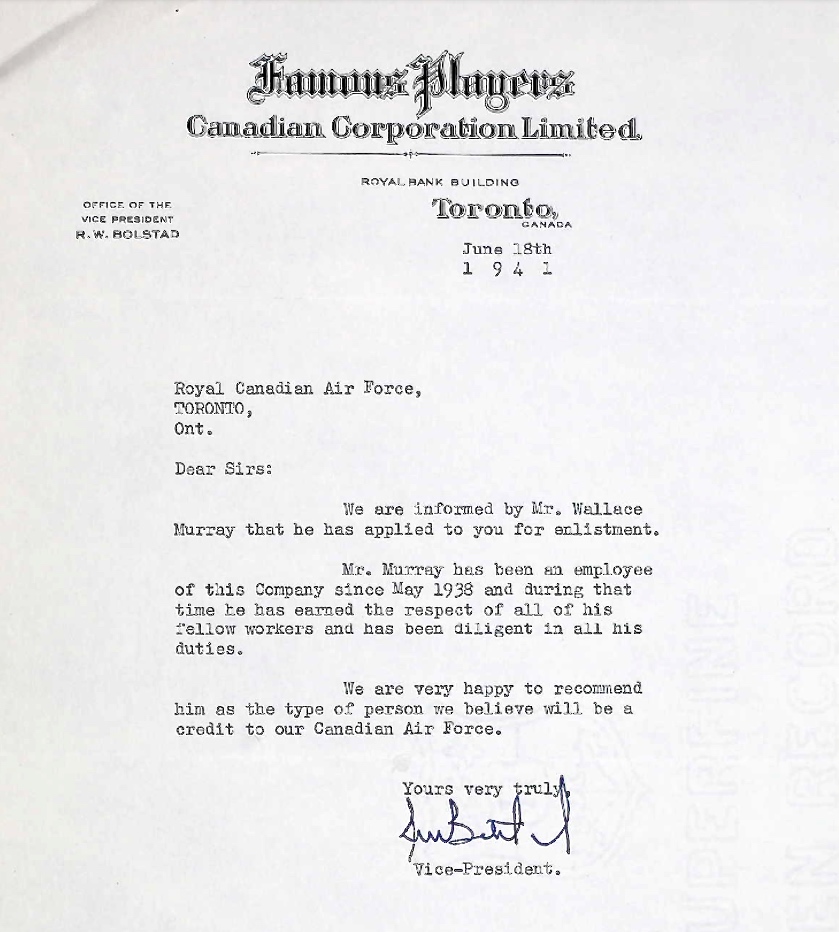 Famous Players
Canadian Corporation Limited
ROYAL BANK BUILDING
OFFICE OF THE
VICE PRESIDENT
R. W. BOLSTAD
Toronto,
CANADA
June 18th
1 9 4 1
Royal Canadian Air Force,
TORONTO,
Ont.
Dear Sirs:
We are informed by Mr. Wallace
Murray that he has applied to you for enlistment.
Mr. Murray has been an employee
of this Company since May 1938 and during that
time he has earned the respect of all of his
fellow workers and has been diligent in all his
duties.
We are very happy to recommend
him as the type of person we believe will be a
credit to our Canadian Air Force.
Yours very truly,
Vice-President.
SUPERFINE
LINEN RECORD